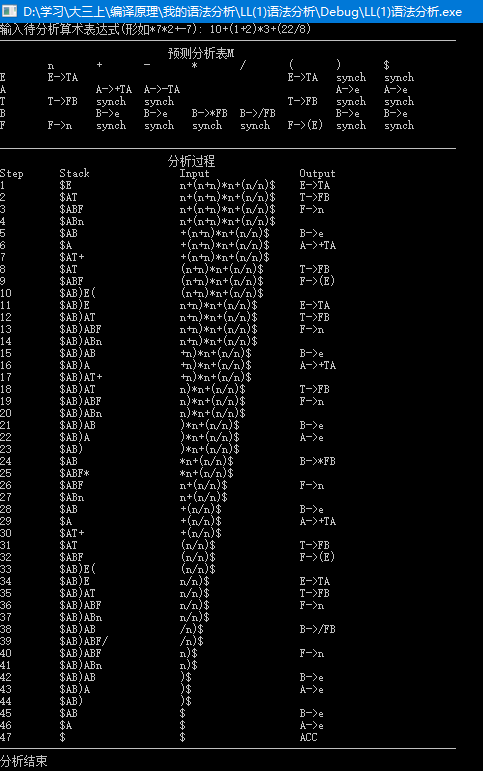 D:\学习\大三上\编译原理\我的语法分析\LL(1)语法分析\Debug\LL(1)语法分析.exe
输入待分析算术表达式(形如*7*2+-7): 10+(1+2)*3+(22/8)
预测分析表M
n + - * / ( ) $
E E->TA E->TA synch synch
A A->+TA A->-TA A->e A->e
T T->FB synch synch T->FB synch synch
B B->e B->e B->*FB B->/FB B->e B->e
F F->n synch synch synch synch F->(E) synch synch
分析过程
Step Stack Input Output
1 $E n+(n+n)*n+(n/n)$ E->TA
2 $AT n+(n+n)*n+(n/n)$ T->FB
3 $ABF n+(n+n)*n+(n/n)$ F->n
4 $ABn n+(n+n)*n+(n/n)$
5 $AB +(n+n)*n+(n/n)$ B->e
6 $A +(n+n)*n+(n/n)$ A->+TA
7 $AT+ +(n+n)*n+(n/n)$
8 $AT (n+n)*n+(n/n)$ T->FB
9 $ABF (n+n)*n+(n/n)$ F->(E)
10 $AB)E( (n+n)*n+(n/n)$
11 $AB)E n+n)*n+(n/n)$ E->TA
12 $AB)AT n+n)*n+(n/n)$ T->FB
13 $AB)ABF n+n)*n+(n/n)$ F->n
14 $AB)ABn n+n)*n+(n/n)$
15 $AB)AB +n)*n+(n/n)$ B->e
16 $AB)A +n)*n+(n/n)$ A->+TA
17 $AB)AT+ +n)*n+(n/n)$
18 $AB)AT n)*n+(n/n)$ T->FB
19 $AB)ABF n)*n+(n/n)$ F->n
20 $AB)ABn n)*n+(n/n)$
21 $AB)AB )*n+(n/n)$ B->e
22 $AB)A )*n+(n/n)$ A->e
23 $AB) )*n+(n/n)$
24 $AB *n+(n/n)$ B->*FB
25 $ABF* *n+(n/n)$
26 $ABF n+(n/n)$ F->n
27 $ABn n+(n/n)$
28 $AB +(n/n)$ B->e
29 $A +(n/n)$ A->+TA
30 $AT+ +(n/n)$
31 $AT (n/n)$ T->FB
32 $ABF (n/n)$ F->(E)
33 $AB)E( (n/n)$
34 $AB)E n/n)$ E->TA
35 $AB)AT n/n)$ T->FB
36 $AB)ABF n/n)$ F->n
37 $AB)ABn n/n)$
38 $AB)AB /n)$ B->/FB
39 $AB)ABF/ /n)$
40 $AB)ABF n)$ F->n
41 $AB)ABn n)$
42 $AB)AB )$ B->e
43 $AB)A )$ A->e
44 $AB) )$
45 $AB $ B->e
46 $A $ A->e
47 $ $ ACC
分析结束